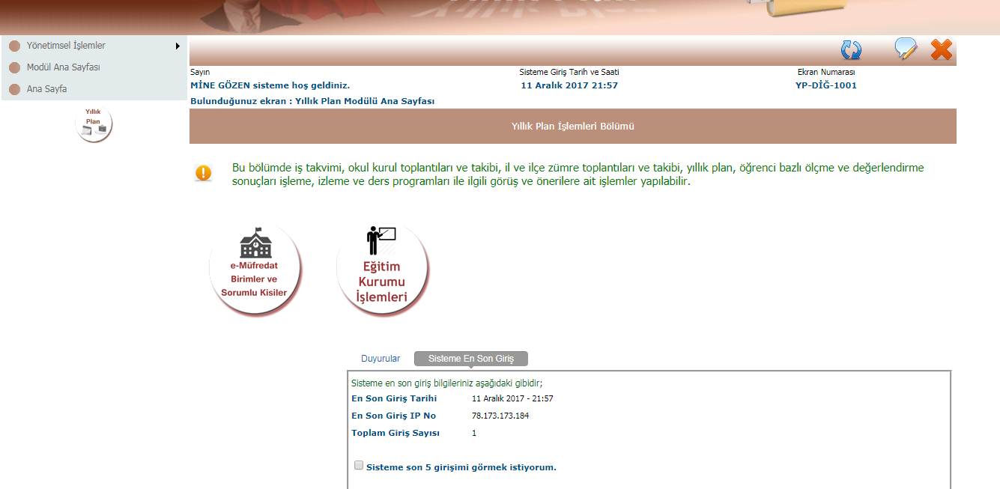 Yönetimsel İşlemler
Modül Ana Sayfası
Ana Sayfa
Yıllık
Plan
Sayın
Sisteme Giriş Tarih ve Saati
Ekran Numarası
MİNE GÖZEN sisteme hoş geldiniz.
11 Aralık 2017 21:57
YP-DİĞ-1001
Bulunduğunuz ekran : Yıllık Plan Modülü Ana Sayfası
Yıllık Plan İşlemleri Bölümü
Bu bölümde iş takvimi, okul kurul toplantıları ve takibi, il ve ilçe zümre toplantıları ve takibi, yıllık plan, öğrenci bazlı ölçme ve değerlendirme
sonuçları işleme, izleme ve ders programları ile ilgili görüş ve önerilere ait işlemler yapılabilir.
e-Müfredat
Birimler ve
Sorumlu Kisiler
Eğitim
Kurumu
İşlemleri
Duyurular
Sisteme En Son Giriş
Sisteme en son giriş bilgileriniz aşağıdaki gibidir;
En Son Giriş Tarihi 11 Aralık 2017 - 21:57
En Son Giriş IP No 78.173.173.184
Toplam Giriş Sayısı 1
Sisteme son 5 girişimi görmek istiyorum.